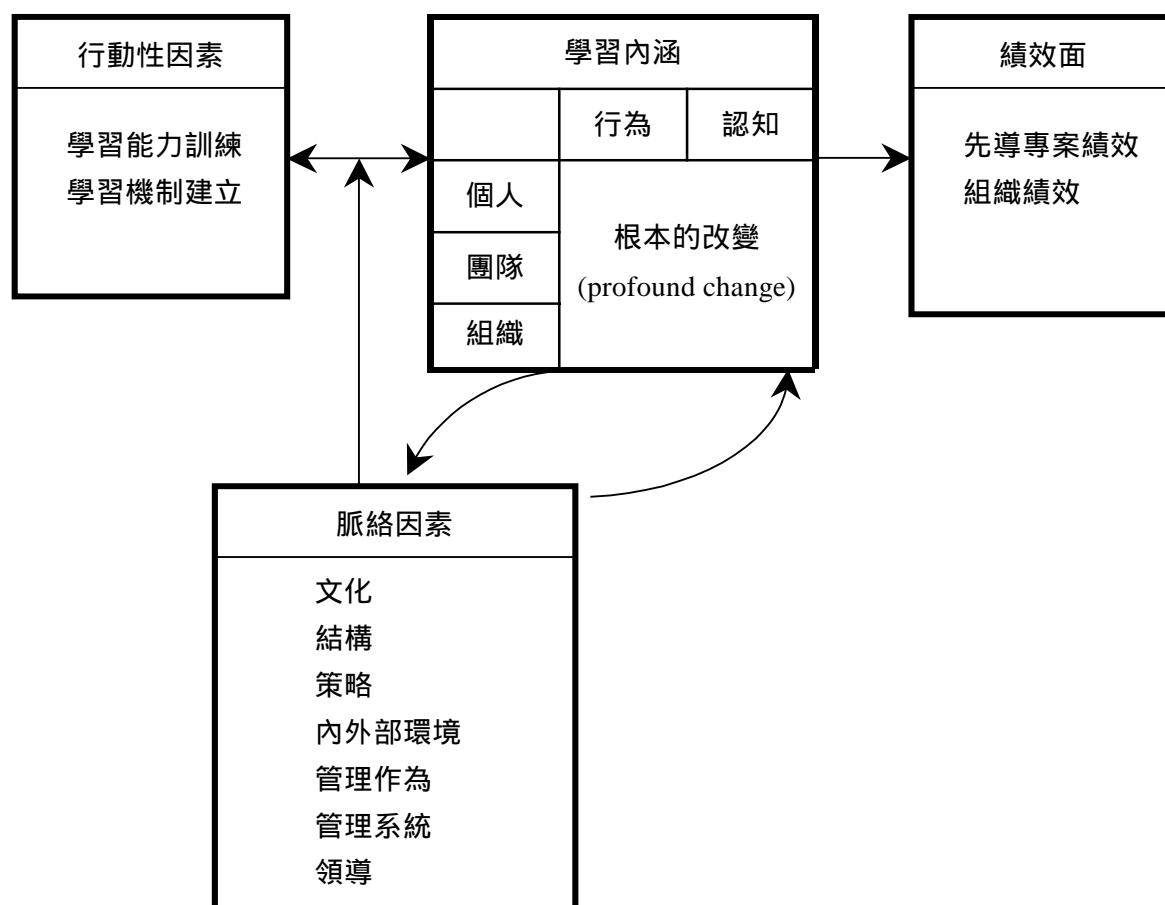 行動性因素
學習能力訓練
學習機制建立
學習內涵
行為
認知
個人
團隊
組織
根本的改變
(profound change)
績效面
先導專案績效
組織績效
脈絡因素
文化
結構
策略
內外部環境
管理作為
管理系統
領導